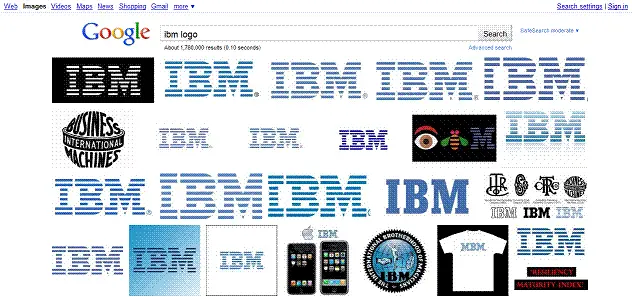 Web Images Videos Maps News Shopping Gmail more ▼ Search settings | Sign in
Google ibm logo Search SafeSearch moderate ▼
About 1,780,000 results (0.10 seconds) Advanced search
IBM IBM IBM IBM IBM
BUSINESS INTERNATIONAL MACHINES IBM IBM IBM M IBM
IBM IBM IBM IBM
IBM IBM IBM
IBM IBM IBM IBM IBM MBM. IBM
"RESILIENCY
MATURITY INDEX!